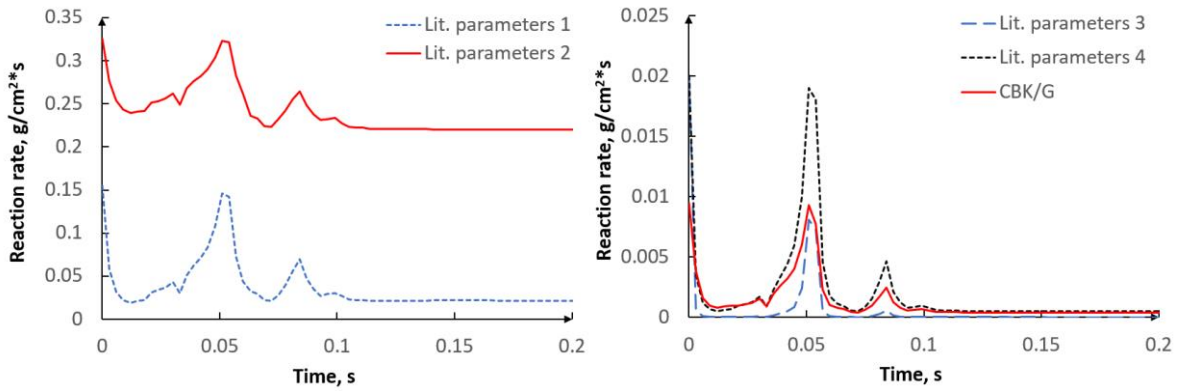 Reaction rate, g/cm²*s
0.35
0.3
0.25
0.2
0.15
0.1
0.05
0
0
0.05
0.1
0.15
0.2
Time, s
Lit. parameters 1
Lit. parameters 2
Reaction rate, g/cm²*s
0.025
0.02
0.015
0.01
0.005
0
0
0.05
0.1
0.15
0.2
Time, s
Lit. parameters 3
Lit. parameters 4
CBK/G